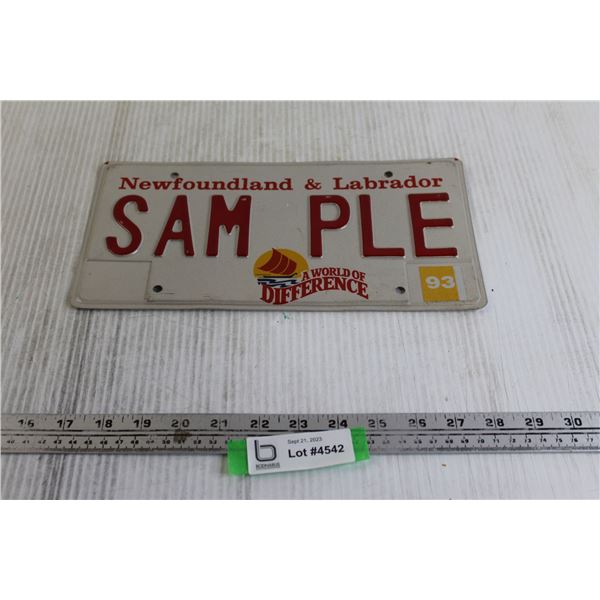 Newfoundland & Labrador
SAM PLE
A WORLD OF
DIFFERENCE
93
16 17 18 19 20 21 22 23 24 25 26 27 28 29 30
Sept 21, 2023
Lot #4542